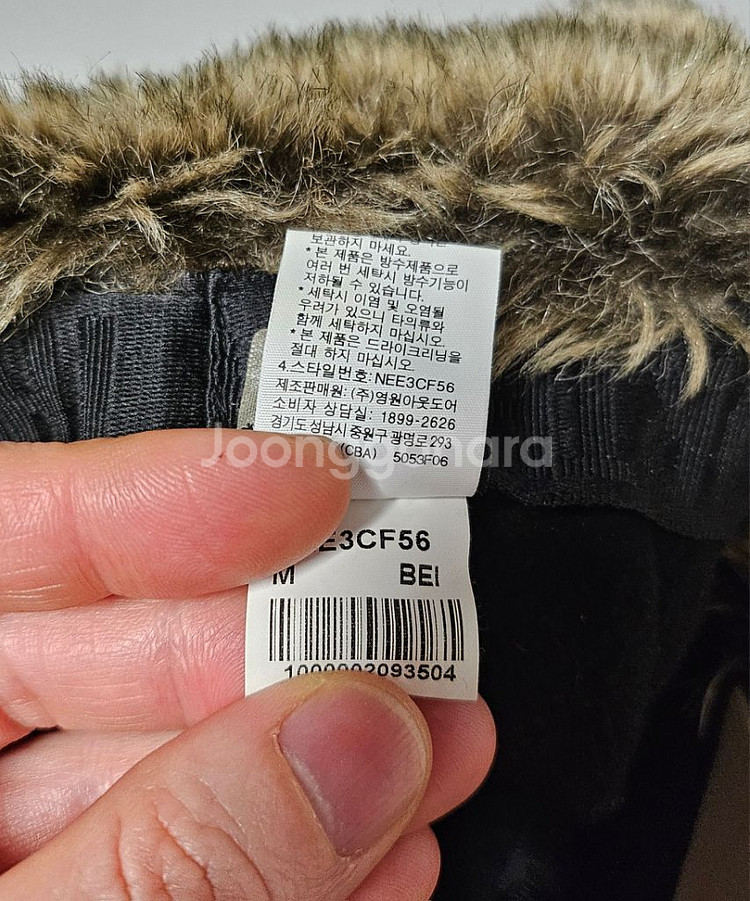 보관하지 마세요.
* 본 제품은 방수제품으로
여러 번 세탁시 방수기능이
저하될 수 있습니다.
* 세탁시 이염 및 오염될
우려가 있으니 타의류와
함께 세탁하지 마십시오.
* 본 제품은 드라이크리닝을
절대 하지 마십시오.
4.스타일번호: NEE3CF56
제조판매원: (주)영원아웃도어
소비자 상담실: 1899-2626
경기도성남시중원구광명로293
(CBA) 5053F06
Joongg nara
E3CF56
M BEI
1000002093504